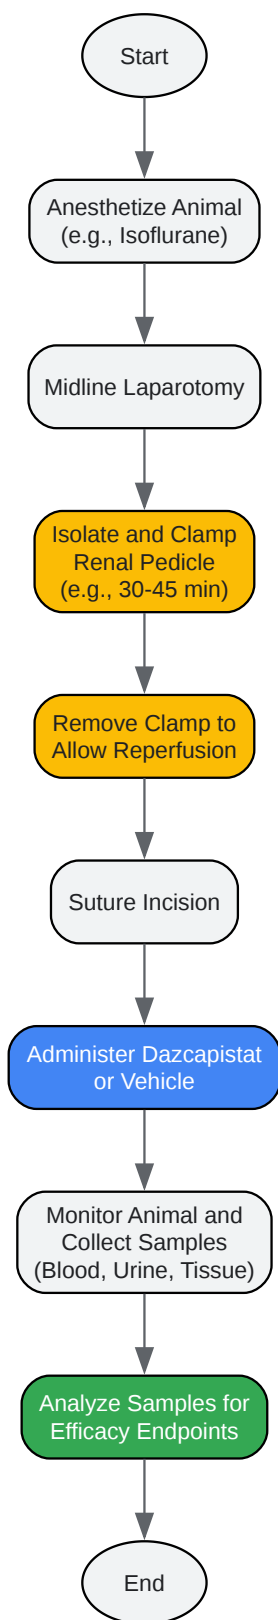 Start
Anesthetize Animal
(e.g., Isoflurane)
Midline Laparotomy
Isolate and Clamp
Renal Pedicle
(e.g., 30-45 min)
Remove Clamp to
Allow Reperfusion
Suture Incision
Administer Dazcapistat
or Vehicle
Monitor Animal and
Collect Samples
(Blood, Urine, Tissue)
Analyze Samples for
Efficacy Endpoints
End